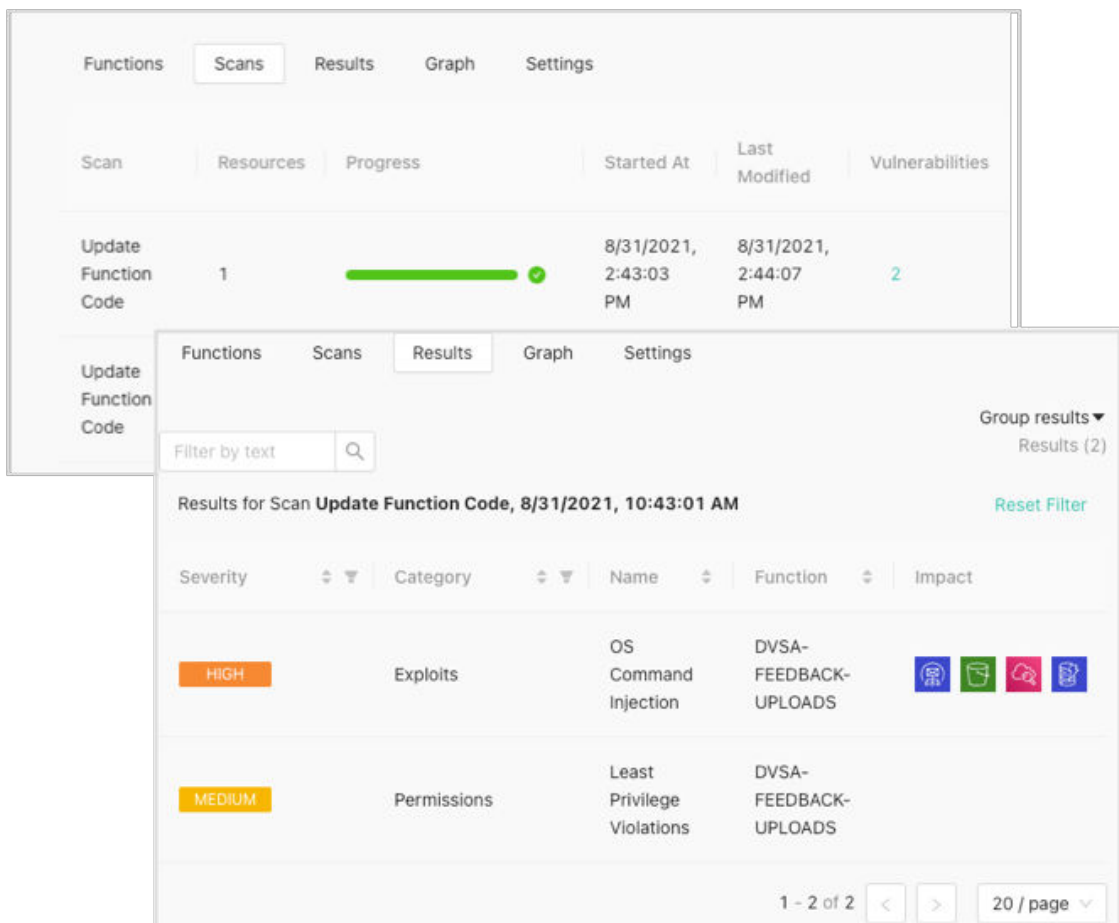 Functions Scans Results Graph Settings
Scan Resources Progress Started At Last
Modified Vulnerabilities
Update
Function
Code 1 8/31/2021,
2:43:03
PM 8/31/2021,
2:44:07
PM 2
Update
Function
Code
Functions Scans Results Graph Settings
Group results
Filter by text Results (2)
Results for Scan Update Function Code, 8/31/2021, 10:43:01 AM Reset Filter
Severity Category Name Function Impact
HIGH Exploits OS
Command
Injection DVSA-
FEEDBACK-
UPLOADS
MEDIUM Permissions Least
Privilege
Violations DVSA-
FEEDBACK-
UPLOADS
1 - 2 of 2 < > 20 / page